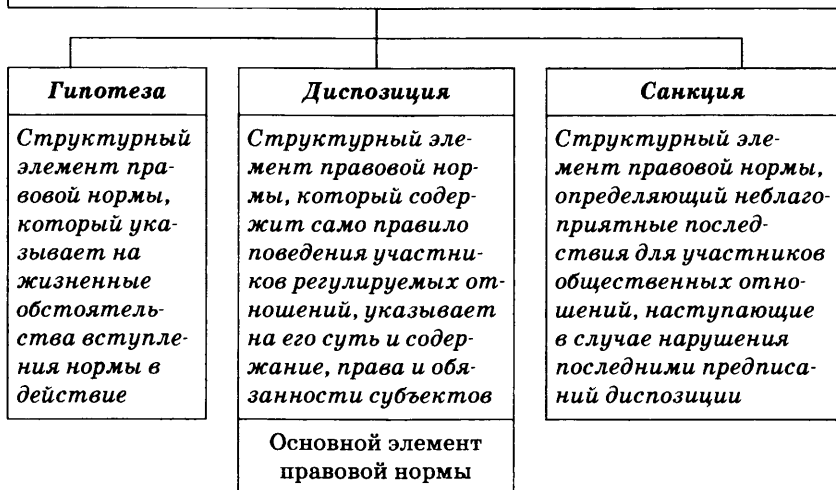 Гипотеза
Структурный
элемент пра-
вовой нормы,
который ука-
зывает на
жизненные
обстоятель-
ства вступле-
ния нормы в
действие
Диспозиция
Структурный эле-
мент правовой нор-
мы, который содер-
жит само правило
поведения участни-
ков регулируемых от-
ношений, указывает
на его суть и содер-
жание, права и обя-
занности субъектов
Основной элемент
правовой нормы
Санкция
Структурный эле-
мент правовой нормы,
определяющий неблаго-
приятные послед-
ствия для участников
общественных отно-
шений, наступающие
в случае нарушения
последними предписа-
ний диспозиции